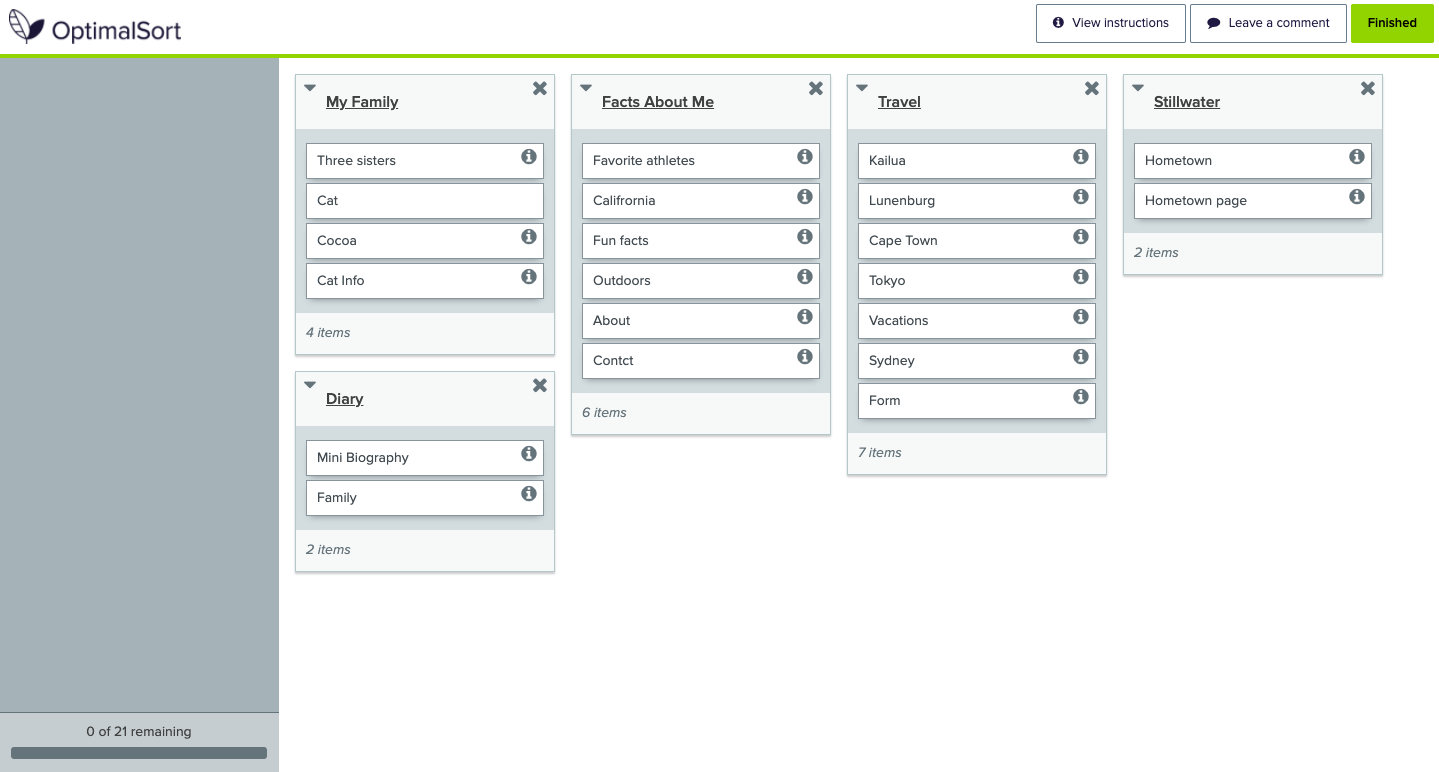 OptimalSort
View instructions
Leave a comment
Finished
My Family
Three sisters
Cat
Cocoa
Cat Info
4 items
Diary
Mini Biography
Family
2 items
Facts About Me
Favorite athletes
Califrornia
Fun facts
Outdoors
About
Contct
6 items
Travel
Kailua
Lunenburg
Cape Town
Tokyo
Vacations
Sydney
Form
7 items
Stillwater
Hometown
Hometown page
2 items
0 of 21 remaining